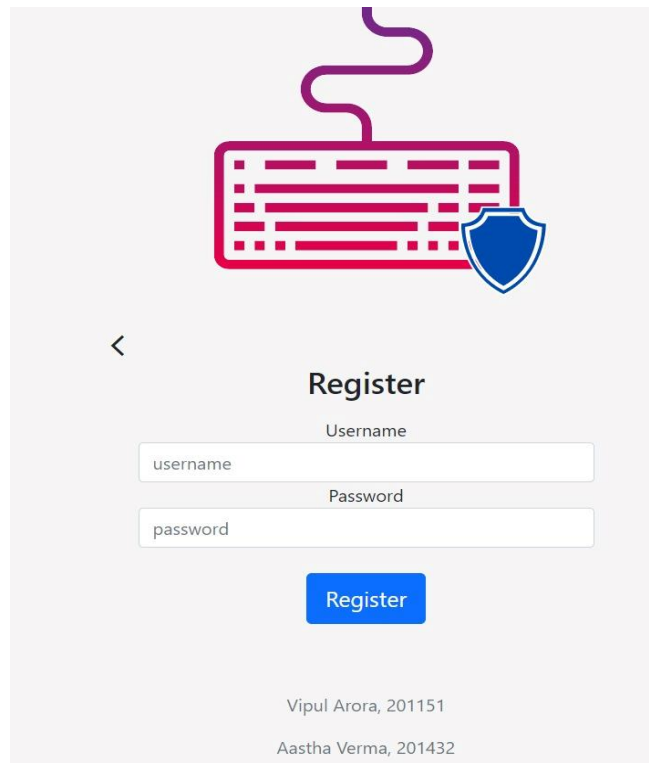 Register
Username
username
Password
password
Register
Vipul Arora, 201151
Aastha Verma, 201432